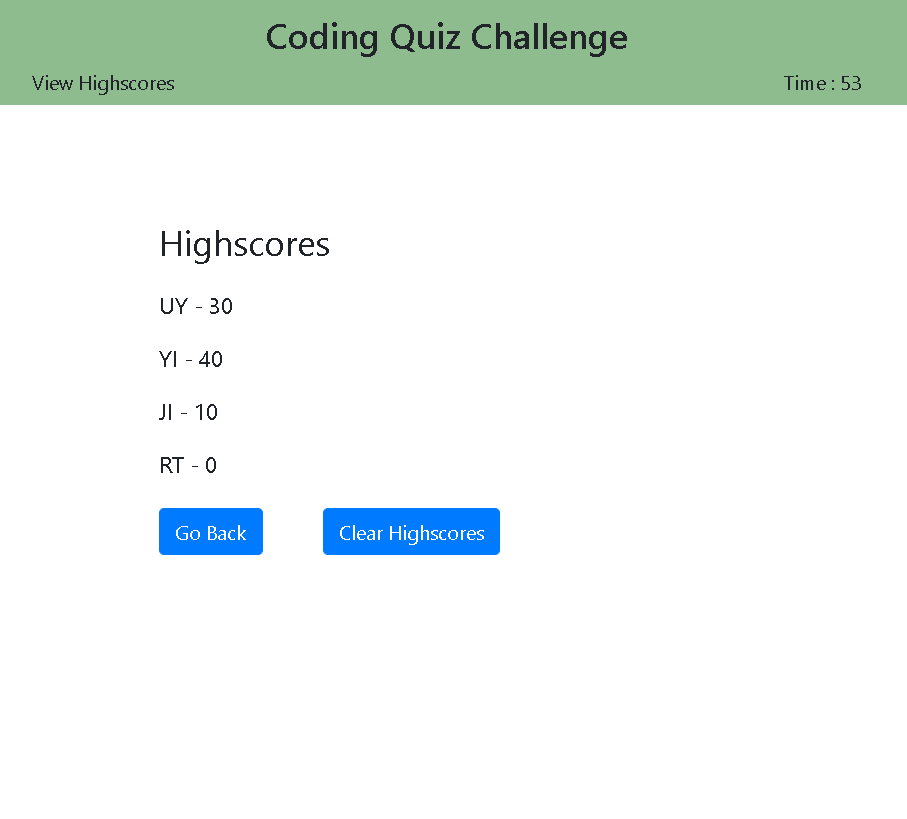 Coding Quiz Challenge
View Highscores Time : 53
Highscores
UY - 30
YI - 40
JI - 10
RT - 0
Go Back Clear Highscores